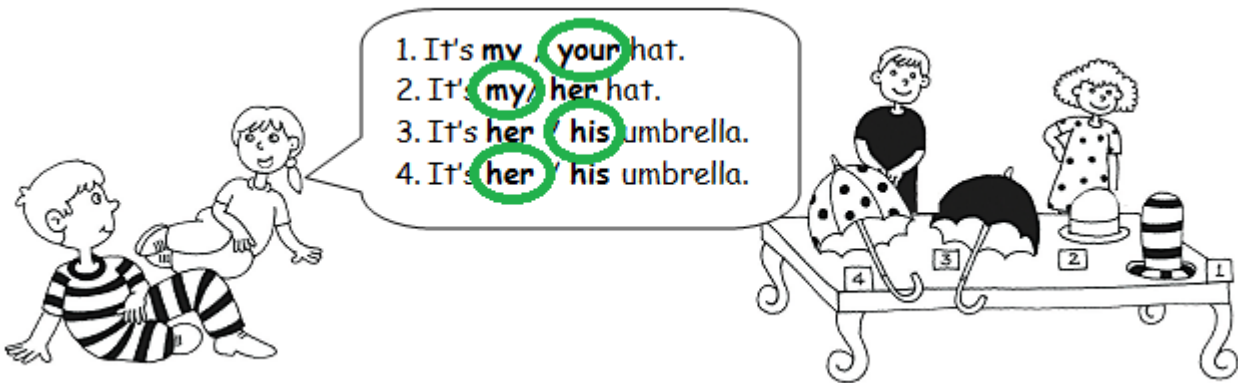 1. It's my / your hat.
2. It's my/ her hat.
3. It's her / his umbrella.
4. It's her / his umbrella.
4
3
2
1